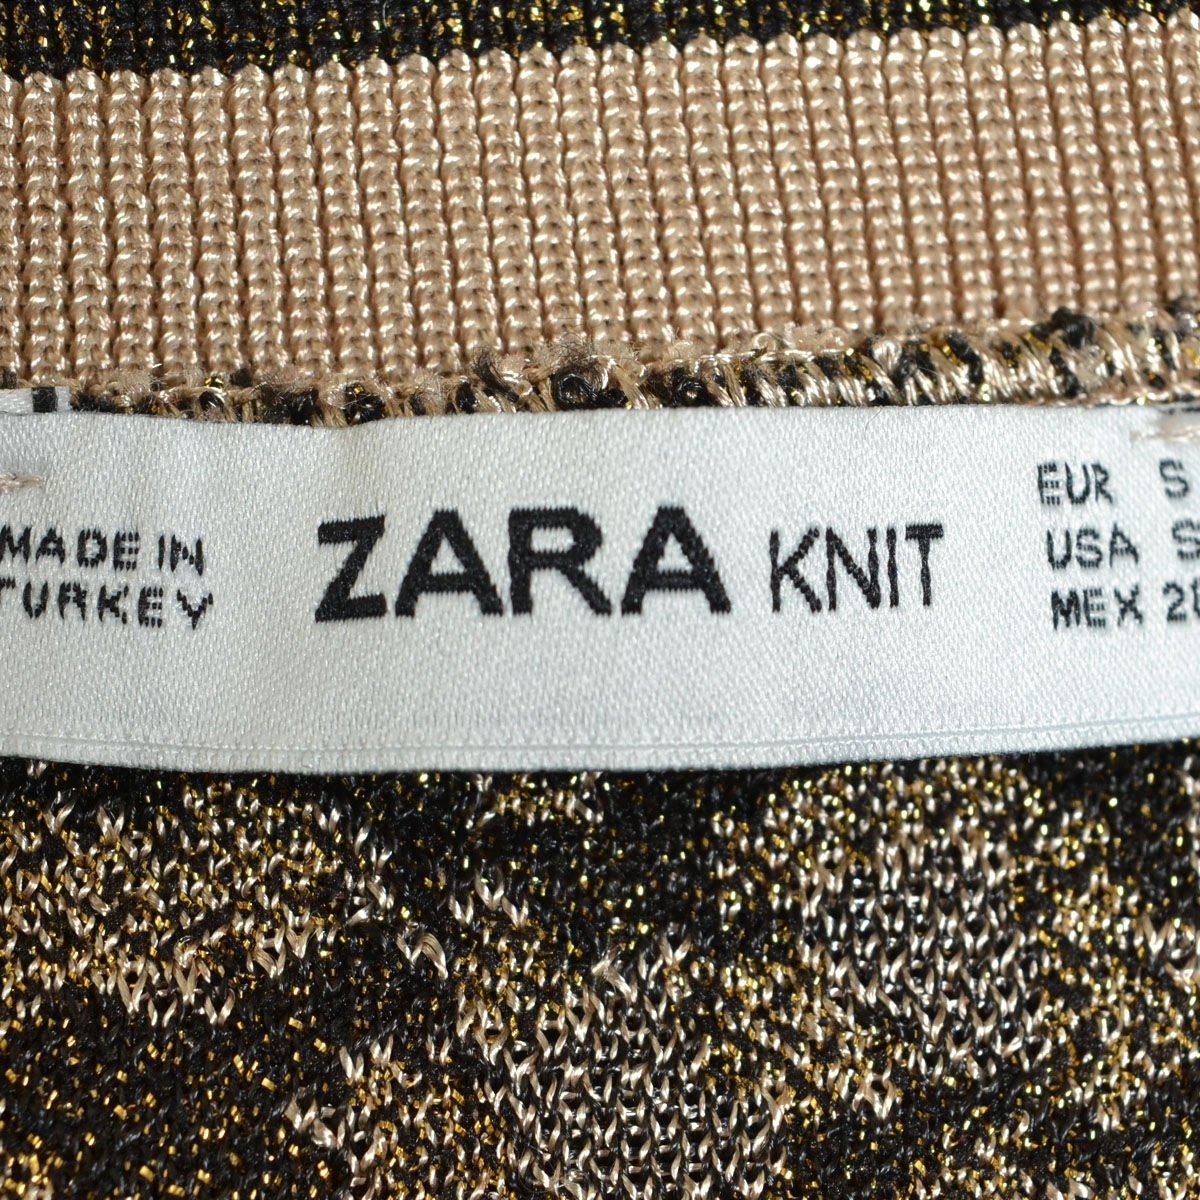 MADE IN
TURKEY
ZARA KNIT
EUR S
USA S
MEX